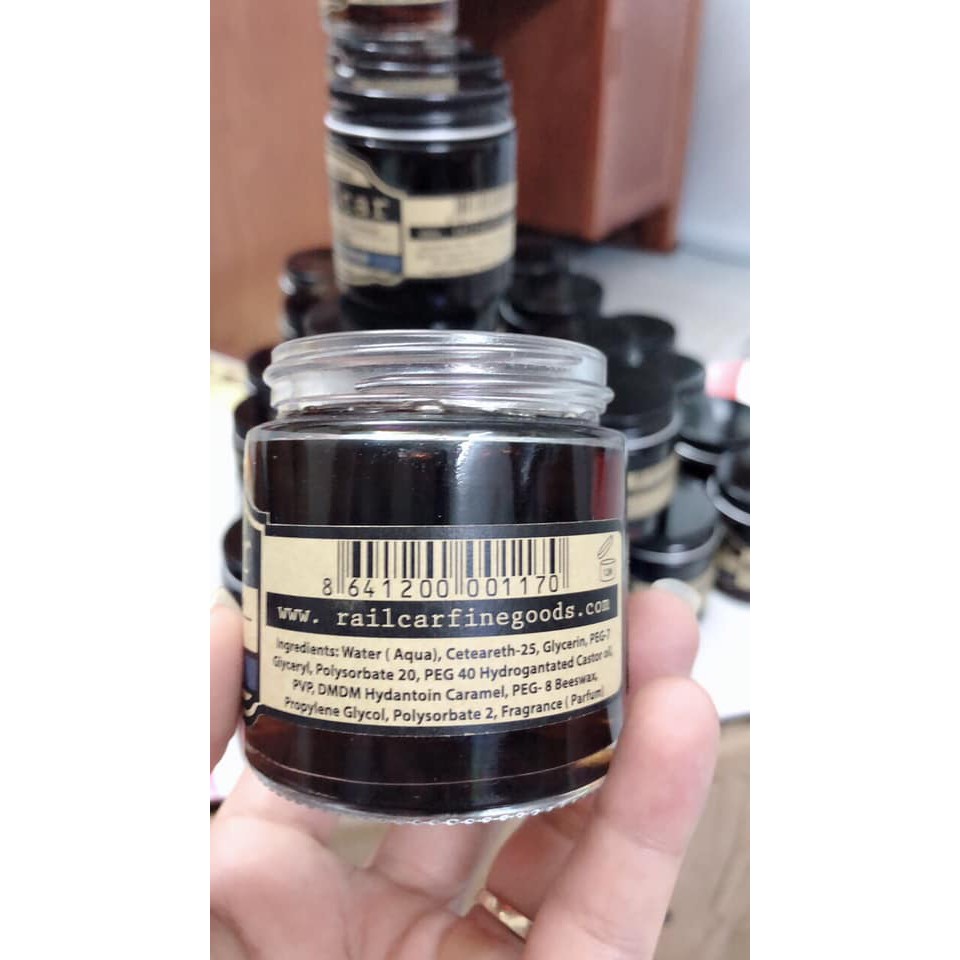 8 641200 001170
www. railcarfinegoods.com
Ingredients: Water ( Aqua), Ceteareth-25, Glycerin, PEG-7
Glyceryl, Polysorbate 20, PEG 40 Hydrogantated Castor oil,
PVP, DMDM Hydantoin Caramel, PEG- 8 Beeswax,
Propylene Glycol, Polysorbate 2, Fragrance ( Parfum)